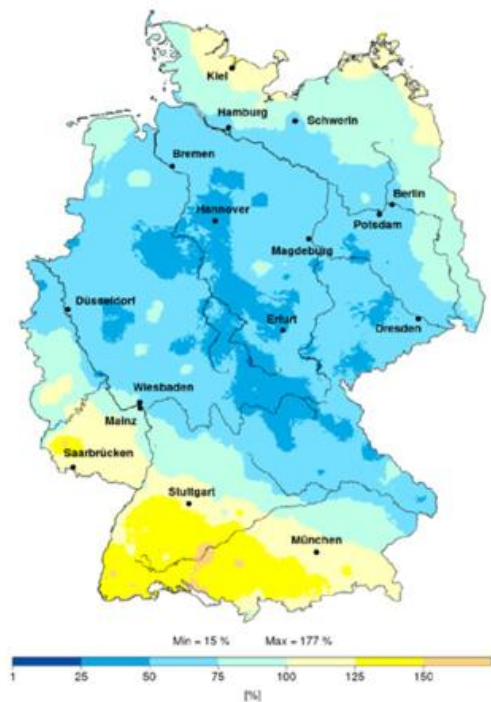 Kiel
Hamburg
Schwerin
Bremen
Berlin
Hannover
Potsdam
Magdeburg
Düsseldorf
Erfurt
Dresden
Wiesbaden
Mainz
Saarbrücken
Stuttgart
München
Min = 15 % Max = 177 %
1 25 50 75 100 110 125 150
[%]